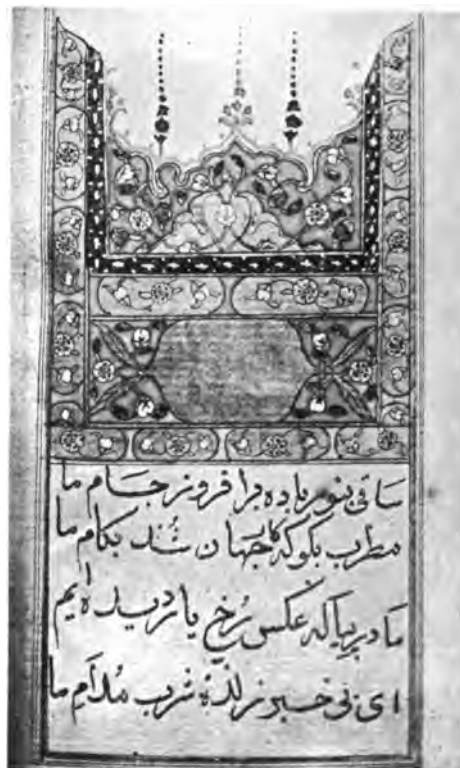 ساقی بنور باده برافروز جام ما
مطرب بگو که کار جهان شد بکام ما
ما در پیاله عکس رخ یار دیده ایم
ای بی خبر ز لذة شرب مدام ما